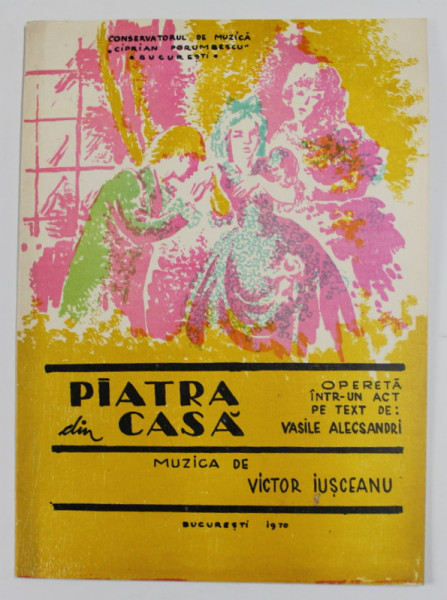 CONSERVATORUL DE MUZICĂ
"CIPRIAN PORUMBESCU"
• BUCUREȘTI •
PIATRA
din CASĂ
OPERETĂ
ÎNTR-UN ACT
PE TEXT DE:
VASILE ALECSANDRI
MUZICA DE
VICTOR IUȘCEANU
BUCUREȘTI 1970